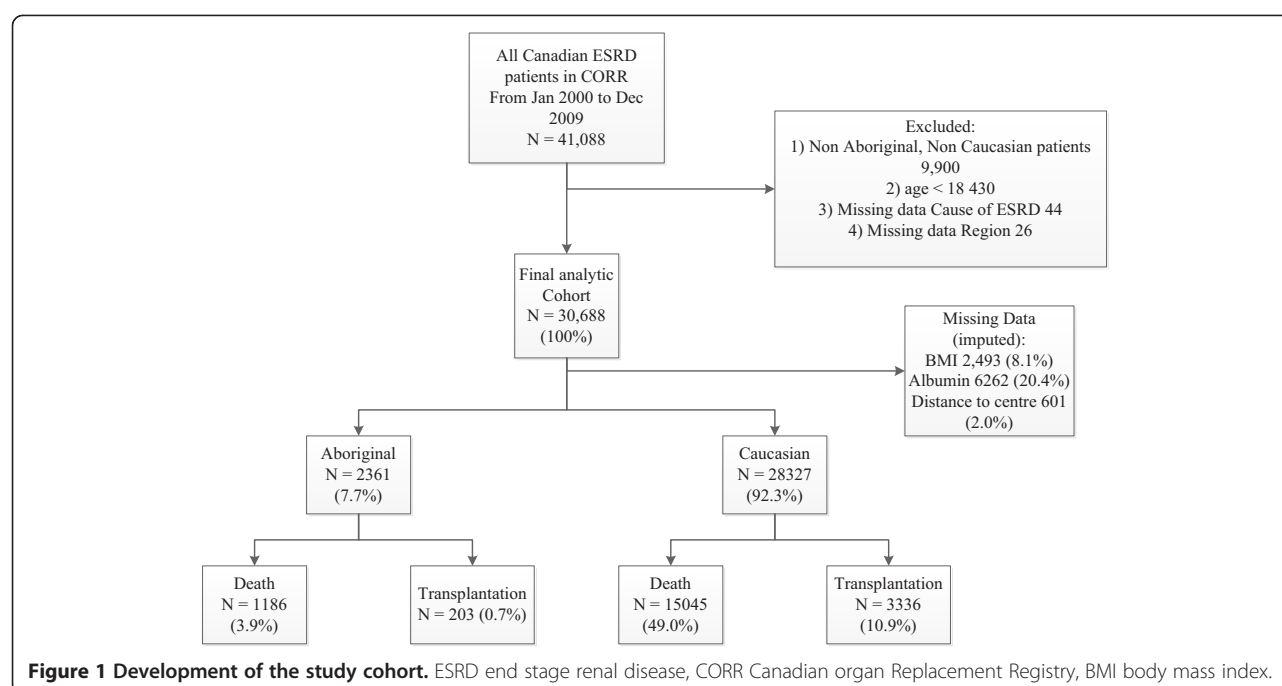 All Canadian ESRD
patients in CORR
From Jan 2000 to Dec
2009
N = 41,088
Excluded:
1) Non Aboriginal, Non Caucasian patients
9,900
2) age < 18 430
3) Missing data Cause of ESRD 44
4) Missing data Region 26
Final analytic
Cohort
N = 30,688
(100%)
Missing Data
(imputed):
BMI 2,493 (8.1%)
Albumin 6262 (20.4%)
Distance to centre 601
(2.0%)
Aboriginal
N = 2361
(7.7%)
Caucasian
N = 28327
(92.3%)
Death
N = 1186
(3.9%)
Transplantation
N = 203 (0.7%)
Death
N = 15045
(49.0%)
Transplantation
N = 3336
(10.9%)
Figure 1 Development of the study cohort. ESRD end stage renal disease, CORR Canadian organ Replacement Registry, BMI body mass index.